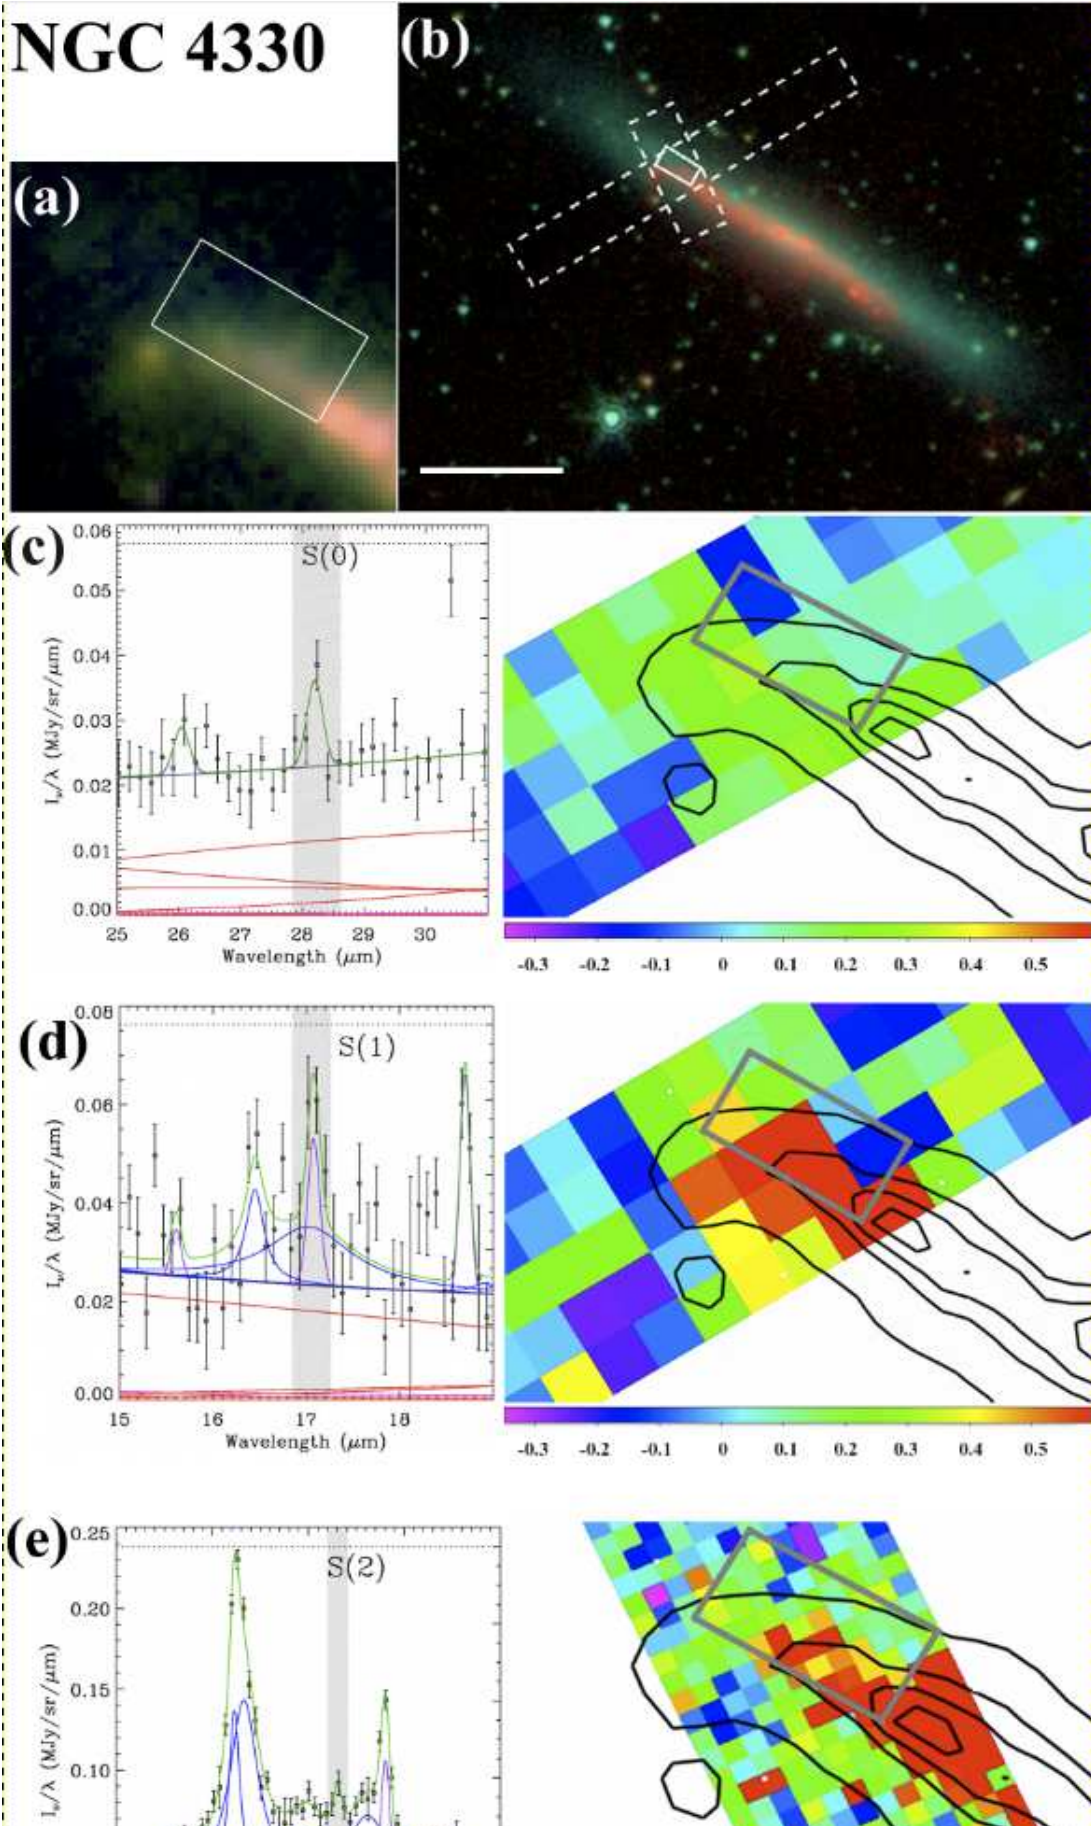 NGC 4330
(a)
(b)
(c)
S(0)
0.06
0.05
0.04
0.03
0.02
0.01
0.00
I_ν/λ (MJy/sr/μm)
25 26 27 28 29 30
Wavelength (μm)
-0.3 -0.2 -0.1 0 0.1 0.2 0.3 0.4 0.5
(d)
S(1)
0.08
0.06
0.04
0.02
0.00
I_ν/λ (MJy/sr/μm)
15 16 17 18
Wavelength (μm)
-0.3 -0.2 -0.1 0 0.1 0.2 0.3 0.4 0.5
(e)
S(2)
0.25
0.20
0.15
0.10
I_ν/λ (MJy/sr/μm)